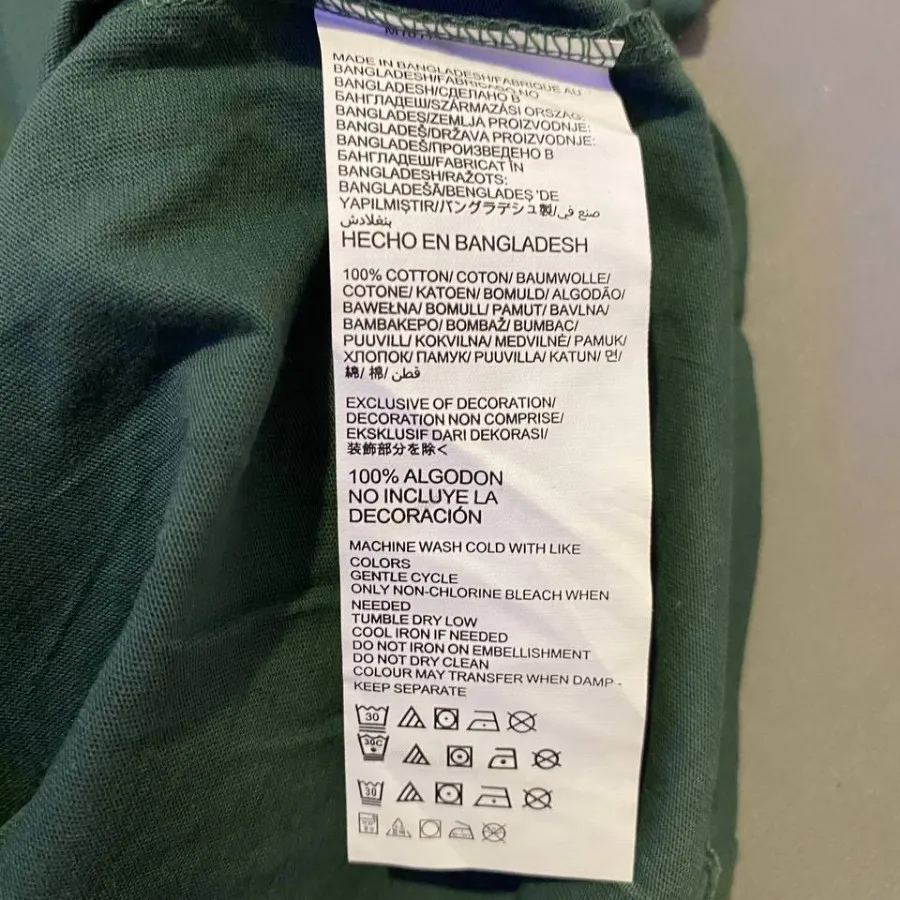 MADE IN BANGLADESH/FABRIQUE AU
BANGLADESH/FABRICADO NO
BANGLADESH/СДЕЛАНО В
БАНГЛАДЕШ/SZÁRMAZÁSI ORSZÁG:
BANGLADES/ZEMLJA PROIZVODNJE:
BANGLADEŠ/DRŽAVA PROIZVODNJE:
BANGLADEŠ/ПРОИЗВЕДЕНО В
БАНГЛАДЕШ/FABRICAT ÎN
BANGLADESH/RAŽOTS:
BANGLADEŠĀ/BENGLADEŞ 'DE
YAPILMIŞTIR/バングラデシュ製/صنع في
بنغلادش
HECHO EN BANGLADESH
100% COTTON/ COTON/ BAUMWOLLE/
COTONE/ KATOEN/ BOMULD/ ALGODÃO/
BAWEŁNA/ BOMULL/ PAMUT/ BAVLNA/
ΒΑΜΒΑΚΕΡΟ/ BOMBAŽ/ BUMBAC/
PUUVILL/ KOKVILNA/ MEDVILNĖ/ PAMUK/
ХЛОПОК/ ПАМУК/ PUUVILLA/ KATUN/ 면/
綿/ 棉/ قطن
EXCLUSIVE OF DECORATION/
DECORATION NON COMPRISE/
EKSKLUSIF DARI DEKORASI/
装飾部分を除く
100% ALGODON
NO INCLUYE LA
DECORACIÓN
MACHINE WASH COLD WITH LIKE
COLORS
GENTLE CYCLE
ONLY NON-CHLORINE BLEACH WHEN
NEEDED
TUMBLE DRY LOW
COOL IRON IF NEEDED
DO NOT IRON ON EMBELLISHMENT
DO NOT DRY CLEAN
COLOUR MAY TRANSFER WHEN DAMP -
KEEP SEPARATE
30
30C
30